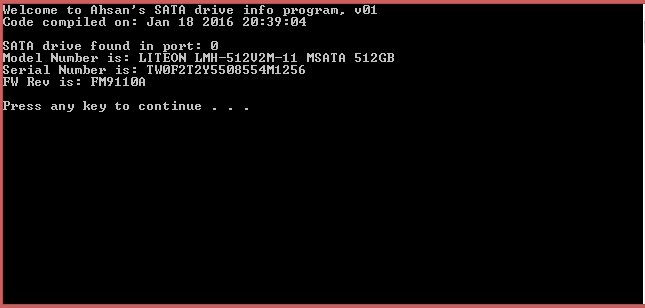 Welcome to Ahsan's SATA drive info program, v01
Code compiled on: Jan 18 2016 20:39:04
SATA drive found in port: 0
Model Number is: LITEON LMH-512V2M-11 MSATA 512GB
Serial Number is: TW0F2T2Y5508554M1256
FW Rev is: FM9110A
Press any key to continue . . .